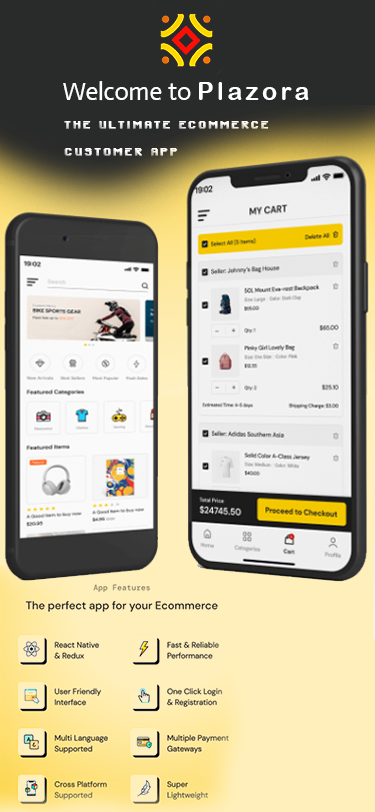 Welcome to Plazora
THE ULTIMATE ECOMMERCE
CUSTOMER APP
19:02
Search
BIKE SPORTS GEAR
New Arrivals
Best Sellers
Most Popular
Flash Sales
Featured Categories
Featured Items
A Good item to buy now
$20.95
A Good item to buy now
$4.95
19:02
MY CART
Select All (5 items)
Delete All
Seller: Johnny's Bag House
50L Mount Eve-rest Backpack
Size: Large Color: Dark Clay
$65.00
Qty: 1
$65.00
Pinky Girl Lovely Bag
Size: One Size Color: Pink
$12.55
Qty: 2
$25.10
Estimated Time: 4-5 days
Shipping Charge: $3.00
Seller: Adidas Southern Asia
Solid Color A-Class Jersey
Size: Medium Color: White
$40.00
Total Price
$24745.50
Proceed to Checkout
Home
Categories
Cart
Profile
App Features
The perfect app for your Ecommerce
React Native
& Redux
Fast & Reliable
Performance
User Friendly
Interface
One Click Login
& Registration
Multi Language
Supported
Multiple Payment
Gateways
Cross Platform
Supported
Super
Lightweight